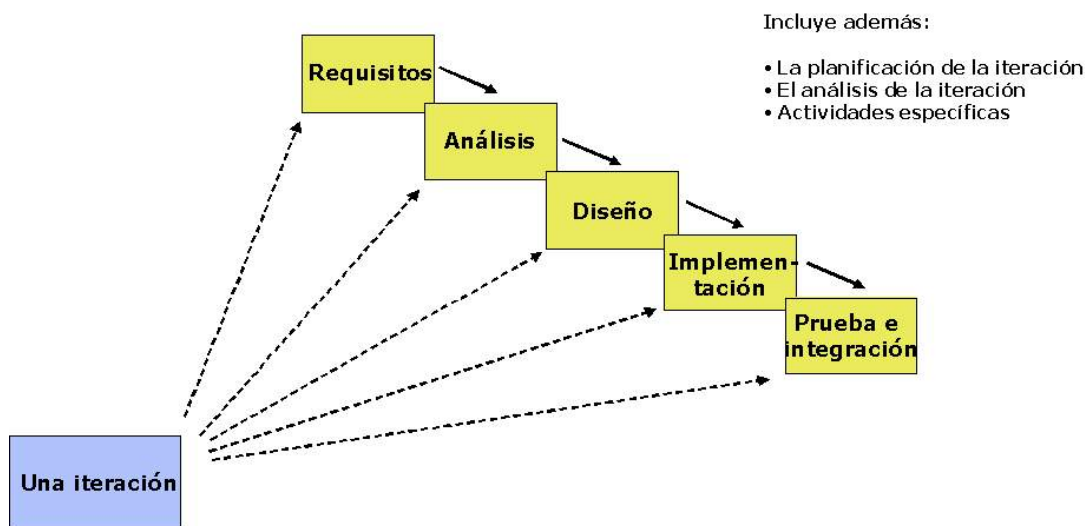 Incluye además:
• La planificación de la iteración
• El análisis de la iteración
• Actividades específicas
Requisitos
Análisis
Diseño
Implemen-
tación
Prueba e
integración
Una iteración